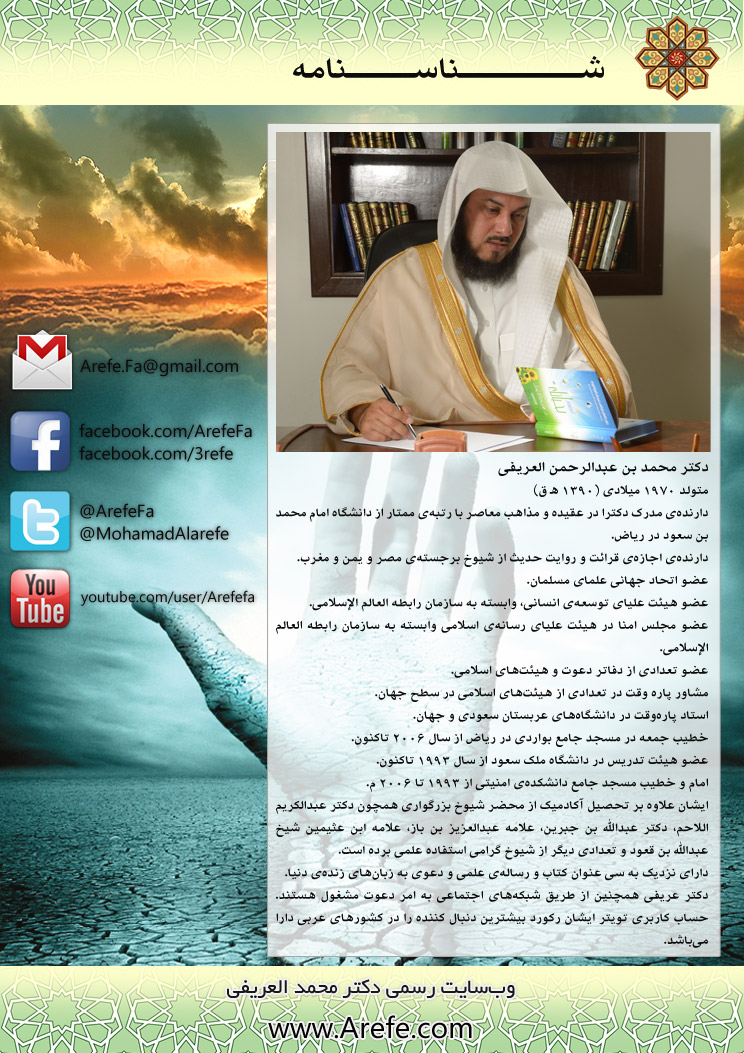 شناسنامه
Arefe.Fa@gmail.com
facebook.com/ArefeFa
facebook.com/3refe
@ArefeFa
@MohamadAlarefe
You
Tube
youtube.com/user/Arefefa
دکتر محمد بن عبدالرحمن العریفی
متولد ۱۹۷۰ میلادی (۱۳۹۰ هـ ق)
دارنده‌ی مدرک دکترا در عقیده و مذاهب معاصر با رتبه‌ی ممتاز از دانشگاه امام محمد
بن سعود در ریاض.
دارنده‌ی اجازه‌ی قرائت و روایت حدیث از شیوخ برجسته‌ی مصر و یمن و مغرب.
عضو اتحاد جهانی علمای مسلمان.
عضو هیئت علیای توسعه‌ی انسانی، وابسته به سازمان رابطه العالم الإسلامی.
عضو مجلس امنا در هیئت علیای رسانه‌ی اسلامی وابسته به سازمان رابطه العالم
الإسلامی.
عضو تعدادی از دفاتر دعوت و هیئت‌های اسلامی.
مشاور پاره وقت در تعدادی از هیئت‌های اسلامی در سطح جهان.
استاد پاره‌وقت در دانشگاه‌های عربستان سعودی و جهان.
خطیب جمعه در مسجد جامع بواردی در ریاض از سال ۲۰۰۶ تاکنون.
عضو هیئت تدریس در دانشگاه ملک سعود از سال ۱۹۹۳ تاکنون.
امام و خطیب مسجد جامع دانشکده‌ی امنیتی از ۱۹۹۳ تا ۲۰۰۶ م.
ایشان علاوه بر تحصیل آکادمیک از محضر شیوخ بزرگواری همچون دکتر عبدالکریم
اللاحم، دکتر عبدالله بن جبرین، علامه عبدالعزیز بن باز، علامه ابن عثیمین شیخ
عبدالله بن قعود و تعدادی دیگر از شیوخ گرامی استفاده علمی برده است.
دارای نزدیک به سی عنوان کتاب و رساله‌ی علمی و دعوی به زبان‌های زنده‌ی دنیا.
دکتر عریفی همچنین از طریق شبکه‌های اجتماعی به امر دعوت مشغول هستند.
حساب کاربری تویتر ایشان رکورد بیشترین دنبال کننده را در کشورهای عربی دارا
می‌باشد.
وب‌سایت رسمی دکتر محمد العریفی
www.Arefe.com